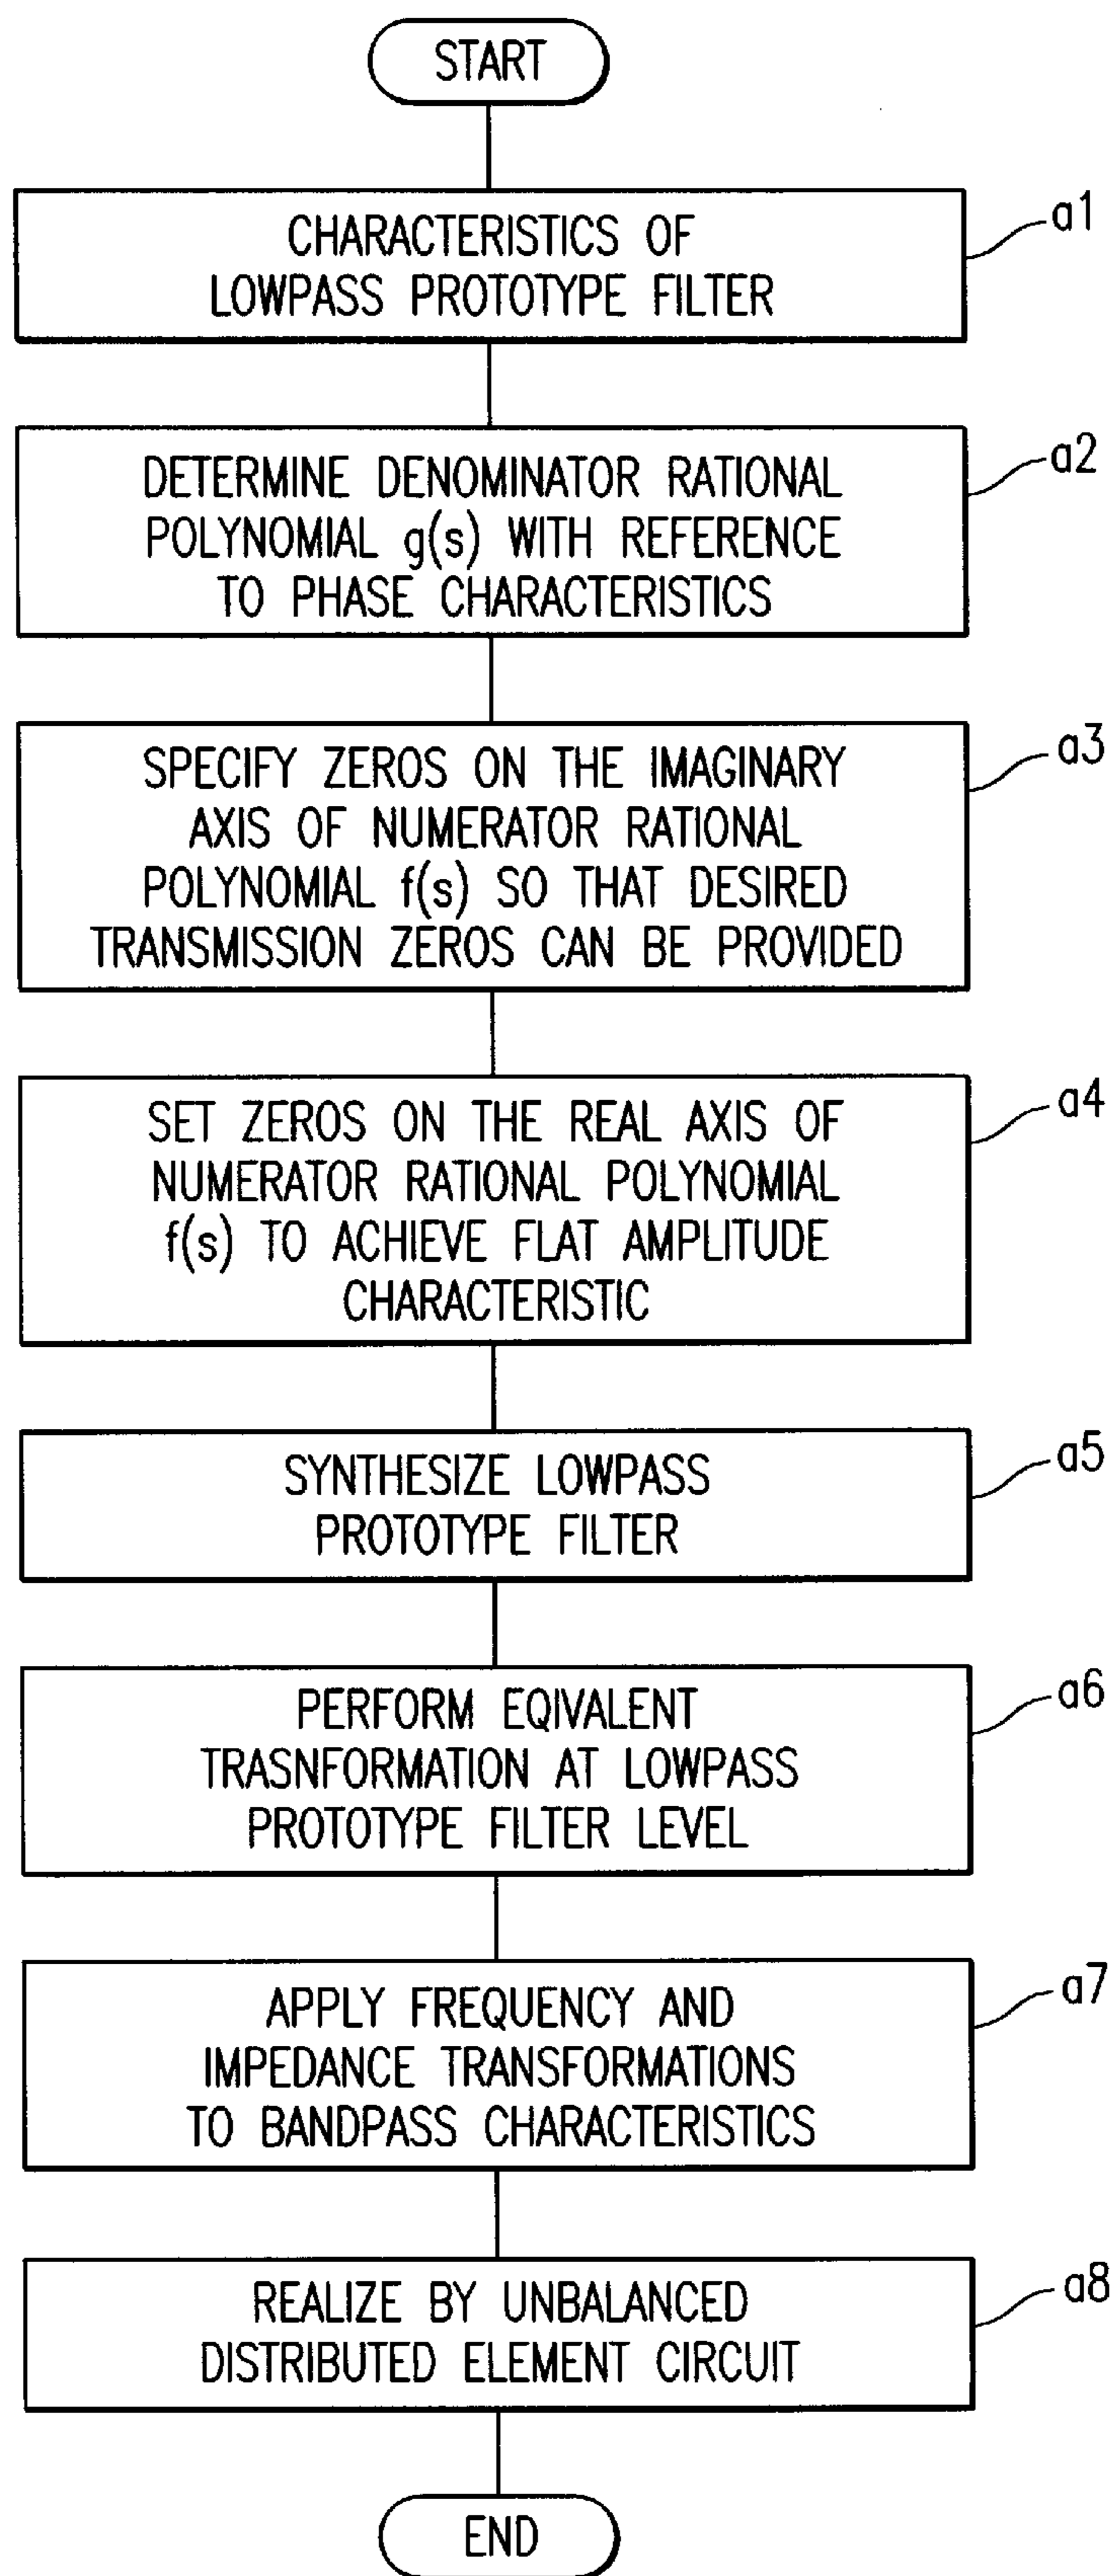 START
CHARACTERISTICS OF
LOWPASS PROTOTYPE FILTER
a1
DETERMINE DENOMINATOR RATIONAL
POLYNOMIAL g(s) WITH REFERENCE
TO PHASE CHARACTERISTICS
a2
SPECIFY ZEROS ON THE IMAGINARY
AXIS OF NUMERATOR RATIONAL
POLYNOMIAL f(s) SO THAT DESIRED
TRANSMISSION ZEROS CAN BE PROVIDED
a3
SET ZEROS ON THE REAL AXIS OF
NUMERATOR RATIONAL POLYNOMIAL
f(s) TO ACHIEVE FLAT AMPLITUDE
CHARACTERISTIC
a4
SYNTHESIZE LOWPASS
PROTOTYPE FILTER
a5
PERFORM EQIVALENT
TRASNFORMATION AT LOWPASS
PROTOTYPE FILTER LEVEL
a6
APPLY FREQUENCY AND
IMPEDANCE TRANSFORMATIONS
TO BANDPASS CHARACTERISTICS
a7
REALIZE BY UNBALANCED
DISTRIBUTED ELEMENT CIRCUIT
a8
END